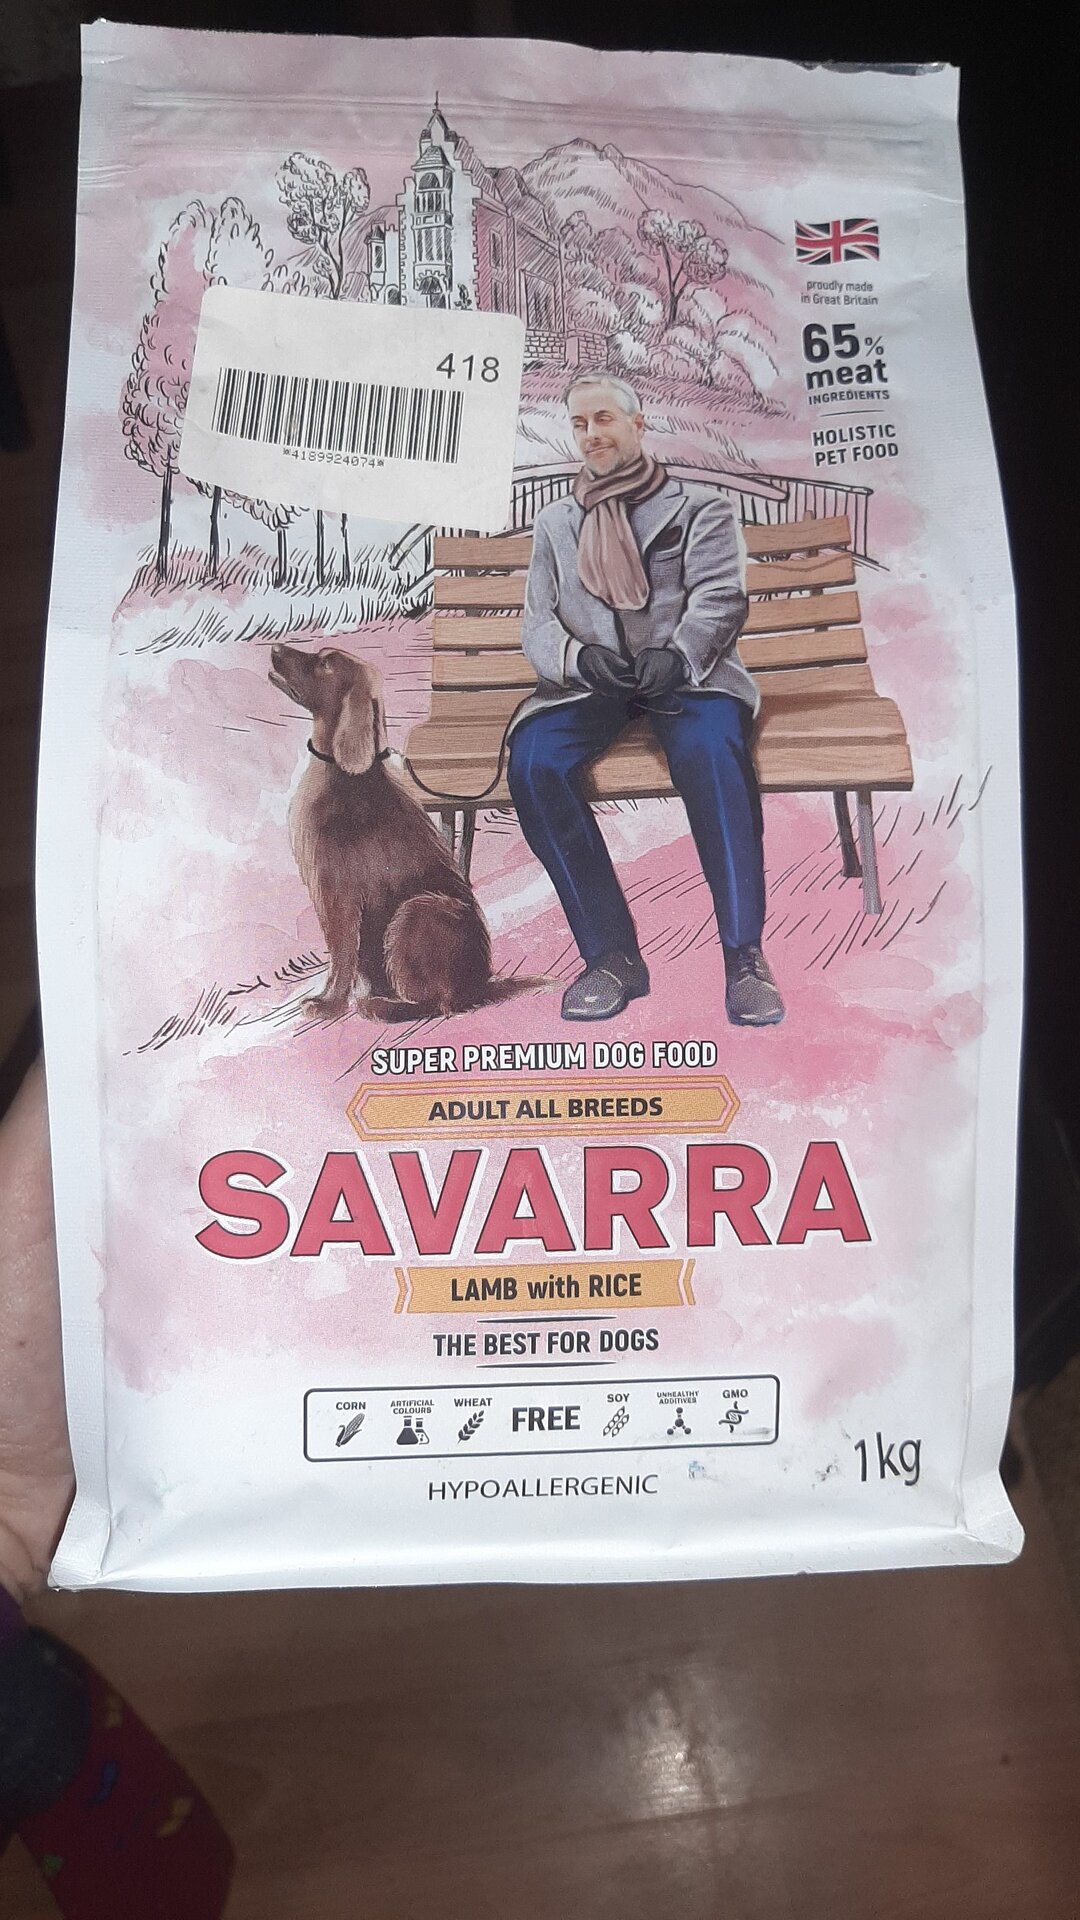 418
*4189924074*
proudly made
in Great Britain
65%
meat
INGREDIENTS
HOLISTIC
PET FOOD
SUPER PREMIUM DOG FOOD
ADULT ALL BREEDS
SAVARRA
LAMB with RICE
THE BEST FOR DOGS
CORN
ARTIFICIAL
COLOURS
WHEAT
FREE
SOY
UNHEALTHY
ADDITIVES
GMO
1kg
HYPOALLERGENIC